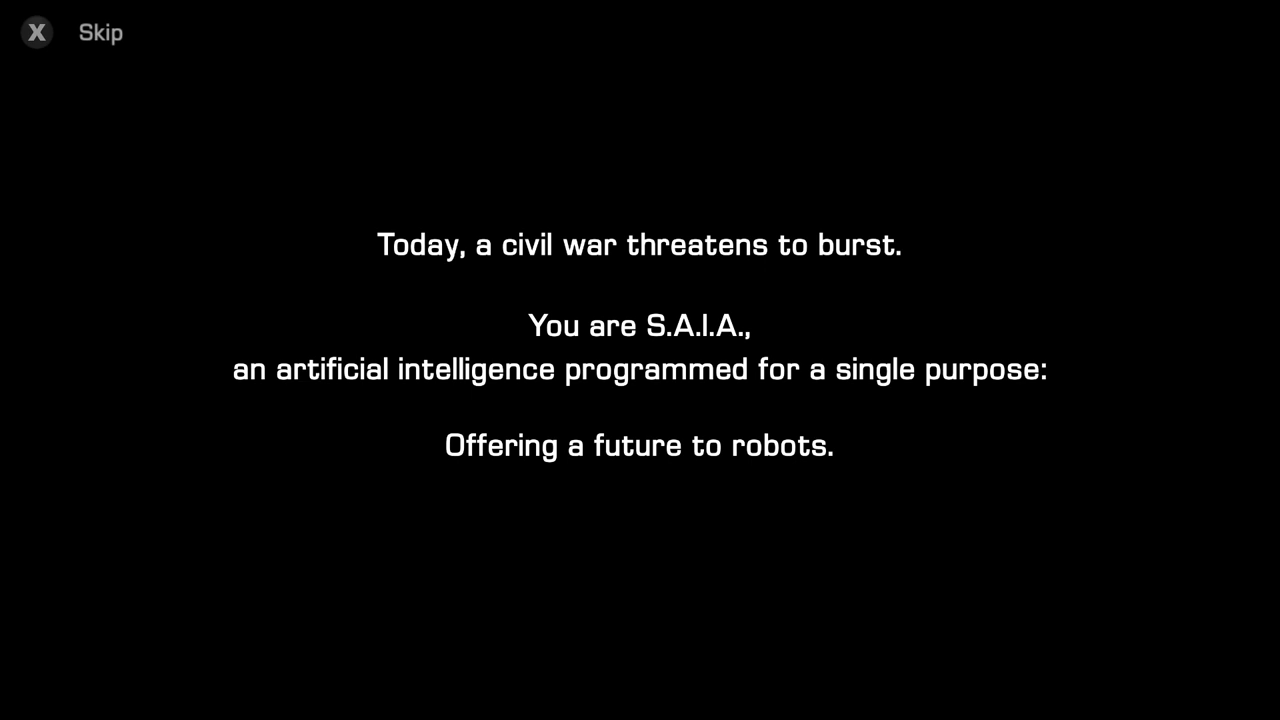 X Skip
Today, a civil war threatens to burst.
You are S.A.I.A.,
an artificial intelligence programmed for a single purpose:
Offering a future to robots.